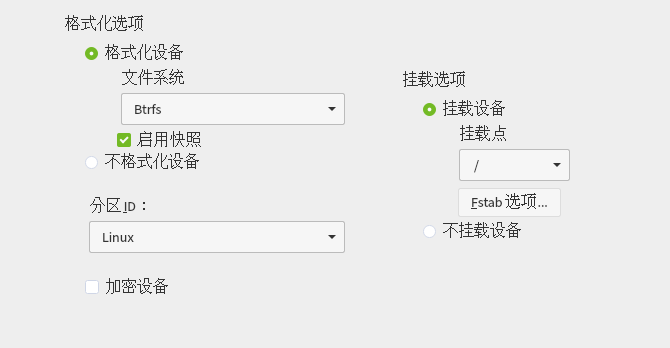 格式化选项
格式化设备
文件系统
Btrfs
启用快照
不格式化设备
分区 ID：
Linux
加密设备
挂载选项
挂载设备
挂载点
/
Fstab 选项...
不挂载设备